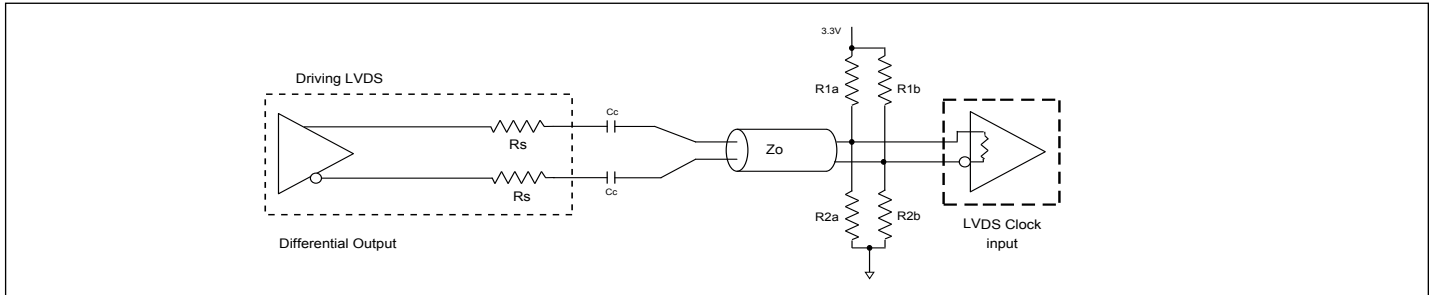 3.3V
Driving LVDS
R1a
R1b
Cc
Rs
Zo
Rs
Cc
R2a
R2b
LVDS Clock
input
Differential Output